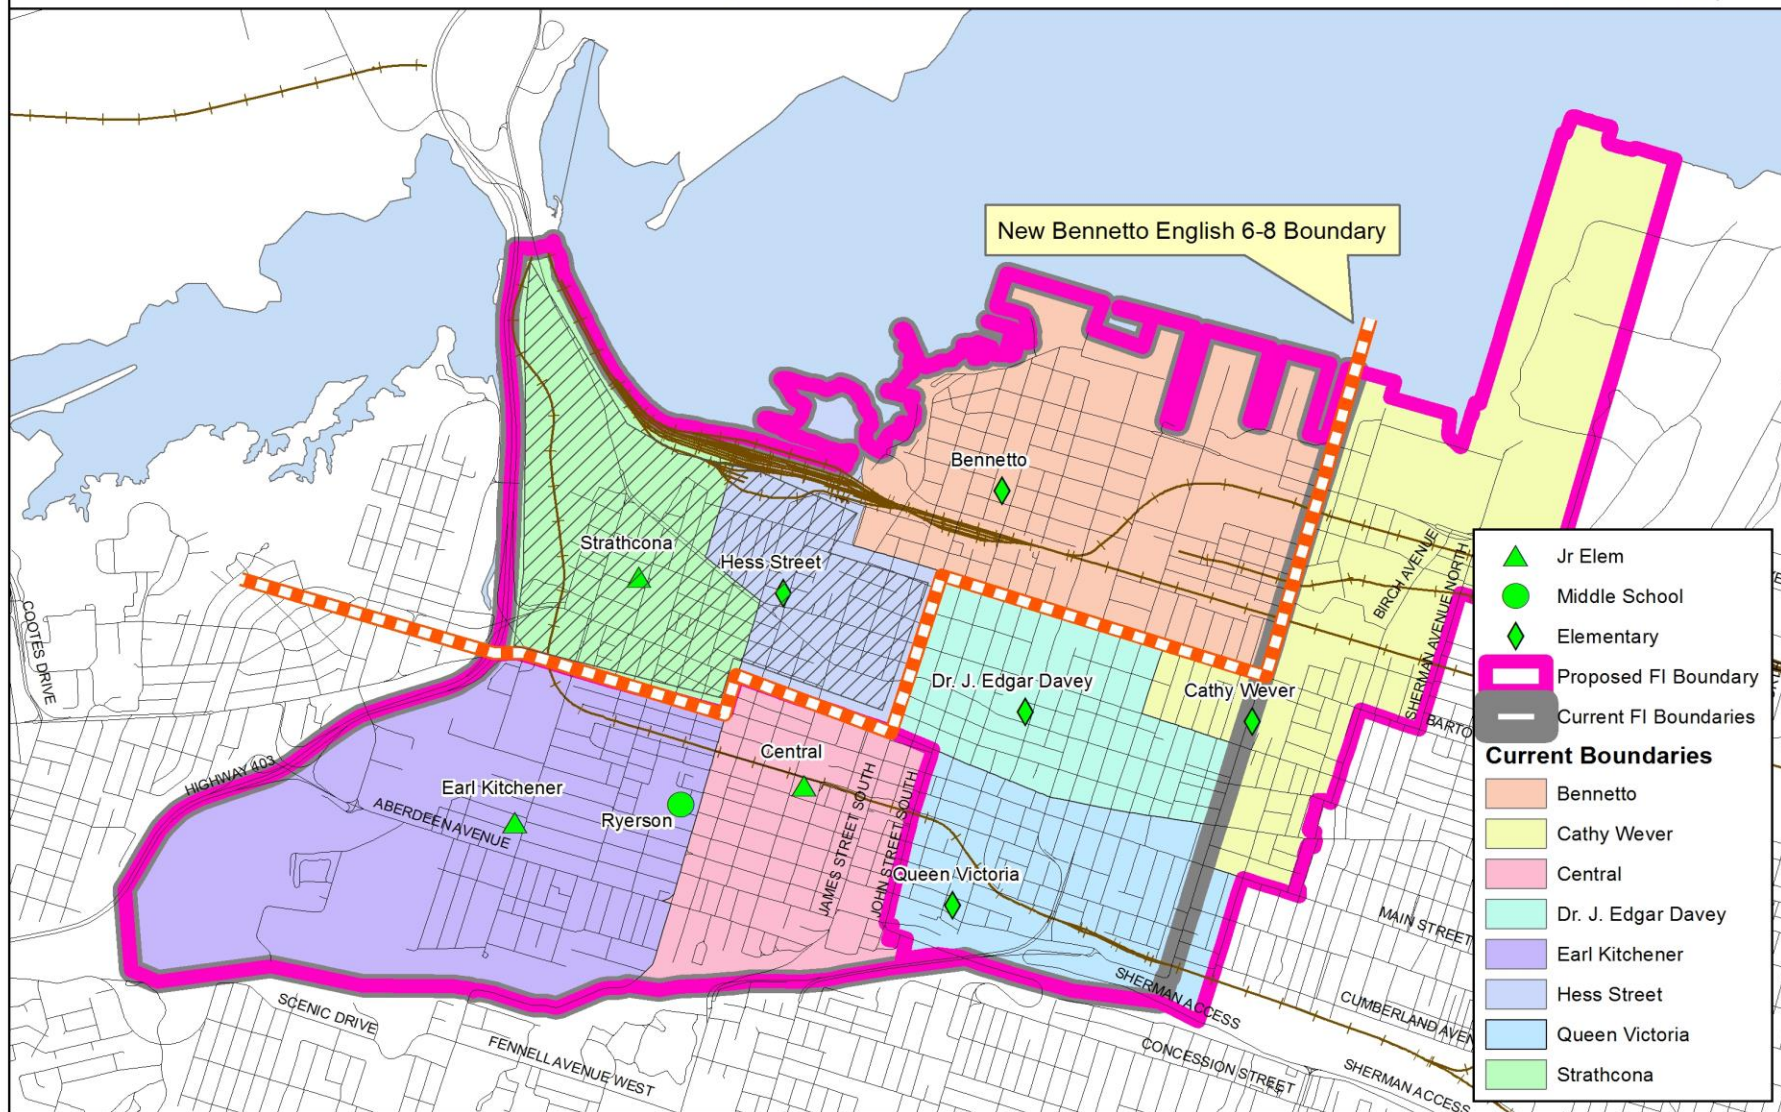 New Bennetto English 6-8 Boundary
Bennetto
Strathcona
Hess Street
Dr. J. Edgar Davey
Cathy Wever
Central
Earl Kitchener
Ryerson
Queen Victoria
COOTES DRIVE
HIGHWAY 403
ABERDEEN AVENUE
JAMES STREET SOUTH
JOHN STREET SOUTH
BIRCH AVENUE
SHERMAN AVENUE NORTH
BARTO
MAIN STREET
SHERMAN ACCESS
CUMBERLAND AVEN
CONCESSION STREET
SHERMAN ACCESS
SCENIC DRIVE
FENNELL AVENUE WEST
Jr Elem
Middle School
Elementary
Proposed FI Boundary
Current FI Boundaries
Current Boundaries
Bennetto
Cathy Wever
Central
Dr. J. Edgar Davey
Earl Kitchener
Hess Street
Queen Victoria
Strathcona